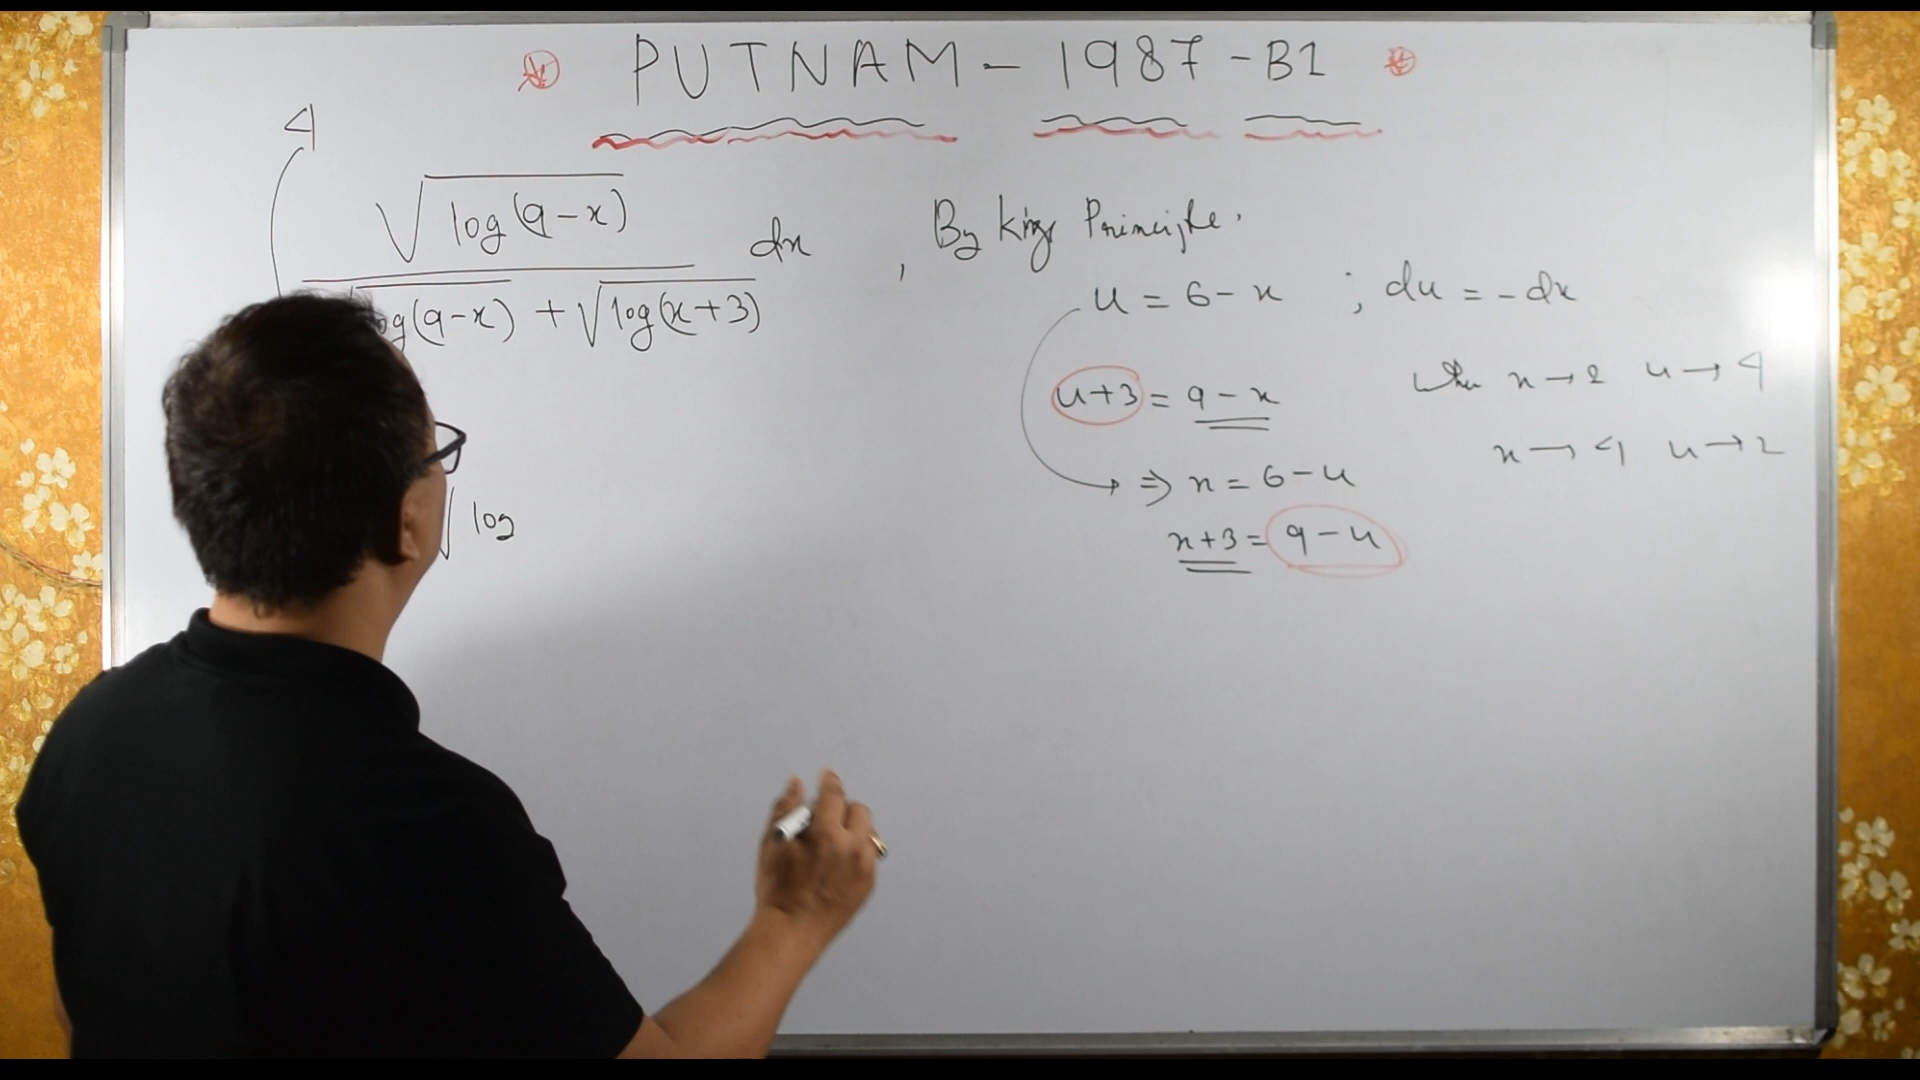 PUTNAM - 1987 - B1
4
√log(9-x)
dx , By king Principle.
log(9-x) + √log(x+3)
u = 6 - x ; du = -dx
u+3 = 9 - x
When x → 2 u → 4
x → 4 u → 2
⇒ x = 6 - u
x+3 = 9 - u
√ log